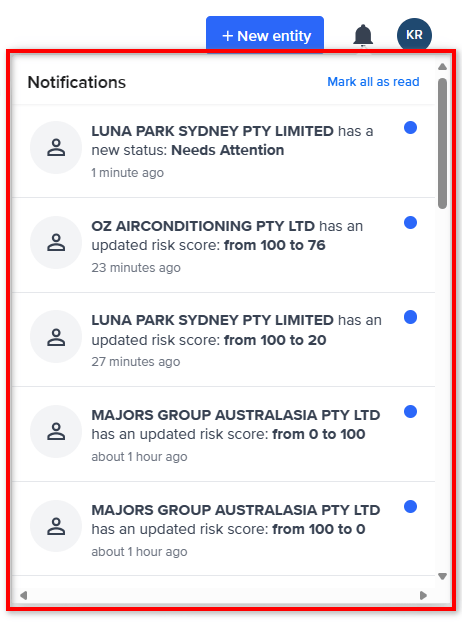 + New entity
KR
Notifications
Mark all as read
LUNA PARK SYDNEY PTY LIMITED has a
new status: Needs Attention
1 minute ago
OZ AIRCONDITIONING PTY LTD has an
updated risk score: from 100 to 76
23 minutes ago
LUNA PARK SYDNEY PTY LIMITED has an
updated risk score: from 100 to 20
27 minutes ago
MAJORS GROUP AUSTRALASIA PTY LTD
has an updated risk score: from 0 to 100
about 1 hour ago
MAJORS GROUP AUSTRALASIA PTY LTD
has an updated risk score: from 100 to 0
about 1 hour ago